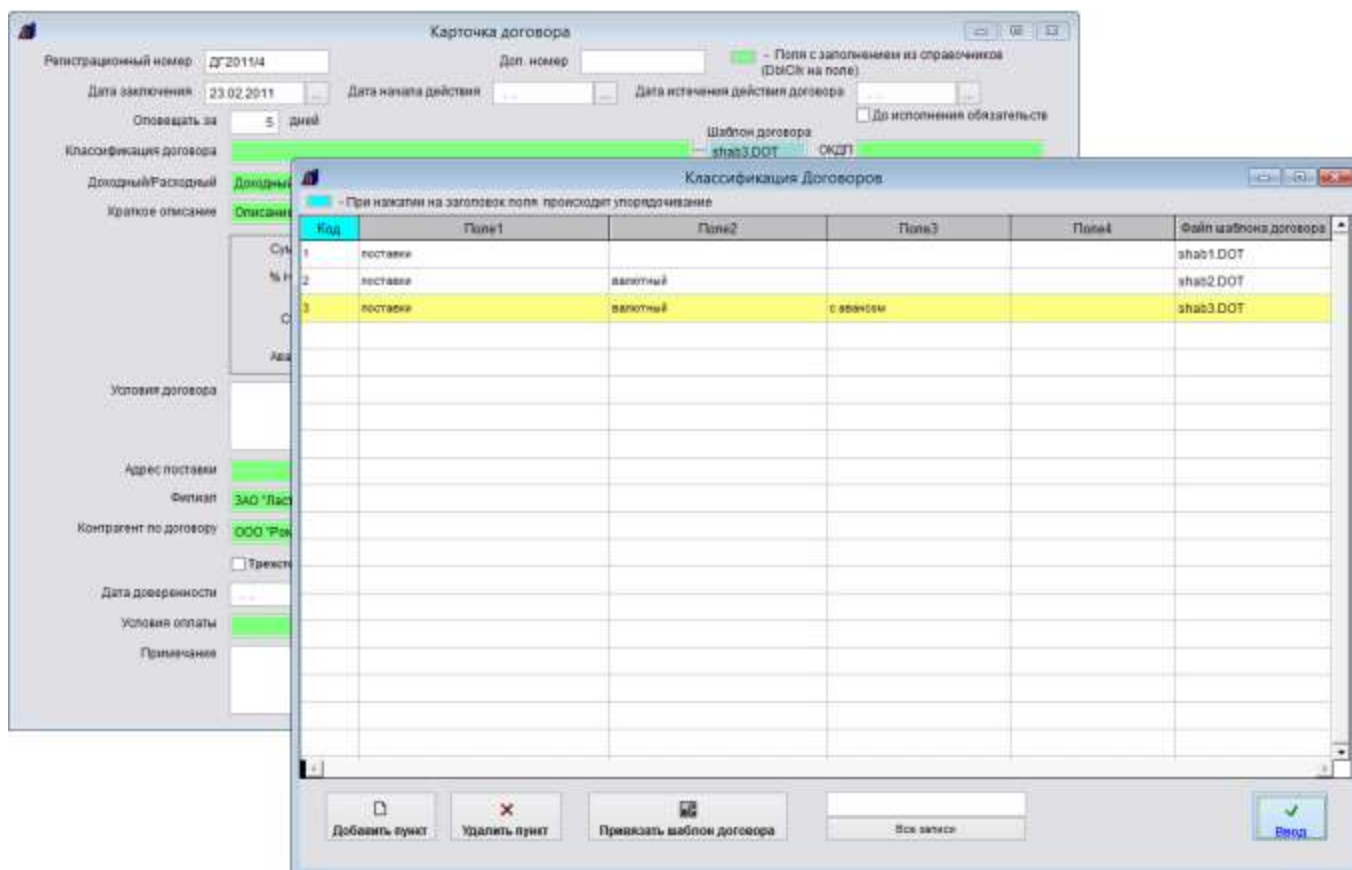 Карточка договора
Регистрационный номер ДГ2011/4 Доп. номер - Поля с заполнением из справочников
(DblClk на поле)
Дата заключения 23.02.2011 ... Дата начала действия . . ... Дата истечения действия договора . . ...
До исполнения обязательств
Оповещать за 5 дней
Шаблон договора
Классификация договора ... shab3.DOT ОКДП
Доходный/Расходный Доходный
Краткое описание Описание
Сум
% Н
С
Ава
Условия договора
Адрес поставки
Филиал ЗАО "Ласт
Контрагент по договору ООО "Ром
Трехст
Дата доверенности . .
Условия оплаты
Примечание
Классификация Договоров
- При нажатии на заголовок поля происходит упорядочивание
Код Поле1 Поле2 Поле3 Поле4 Файл шаблона договора
1 поставки shab1.DOT
2 поставки валютный shab2.DOT
3 поставки валютный с авансом shab3.DOT
Добавить пункт Удалить пункт Привязать шаблон договора Все записи Ввод